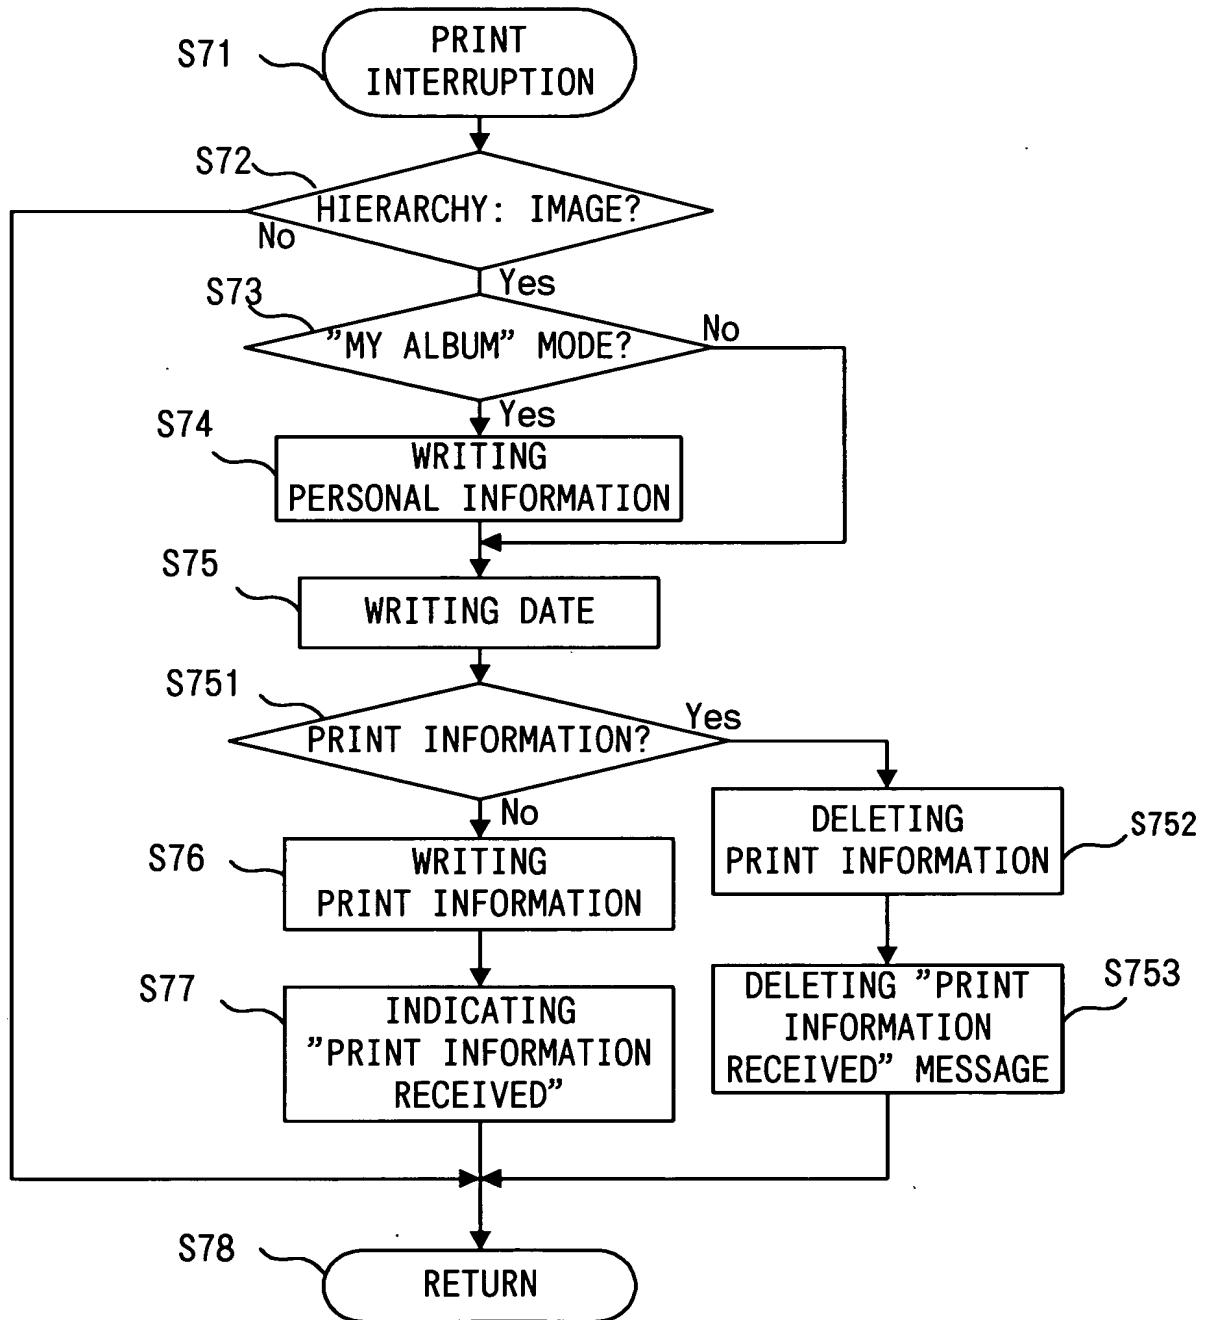 S71
PRINT
INTERRUPTION
S72
HIERARCHY: IMAGE?
No
Yes
S73
”MY ALBUM” MODE?
No
Yes
S74
WRITING
PERSONAL INFORMATION
S75
WRITING DATE
S751
PRINT INFORMATION?
Yes
No
S76
WRITING
PRINT INFORMATION
DELETING
PRINT INFORMATION
S752
S77
INDICATING
”PRINT INFORMATION
RECEIVED”
DELETING ”PRINT
INFORMATION
RECEIVED” MESSAGE
S753
S78
RETURN